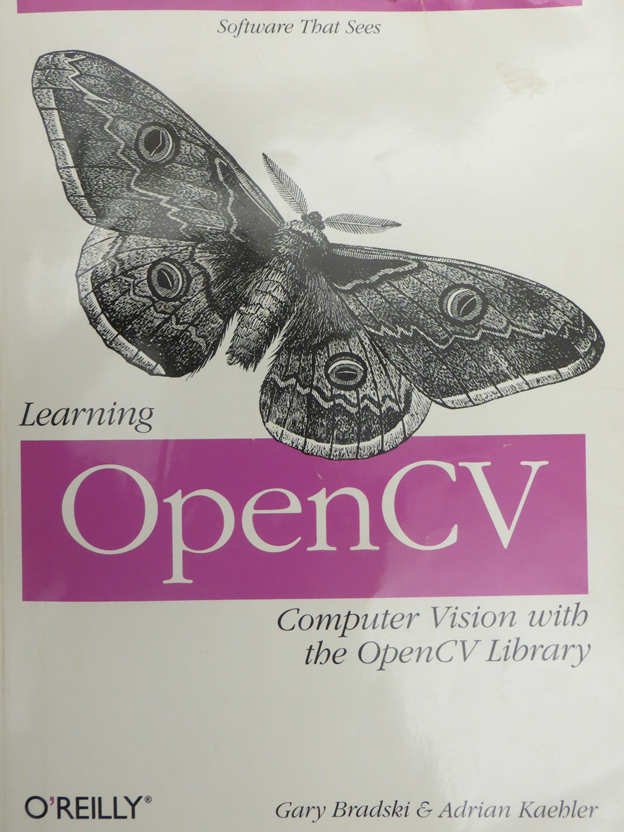 Software That Sees
Learning
OpenCV
Computer Vision with
the OpenCV Library
O'REILLY®
Gary Bradski & Adrian Kaehler